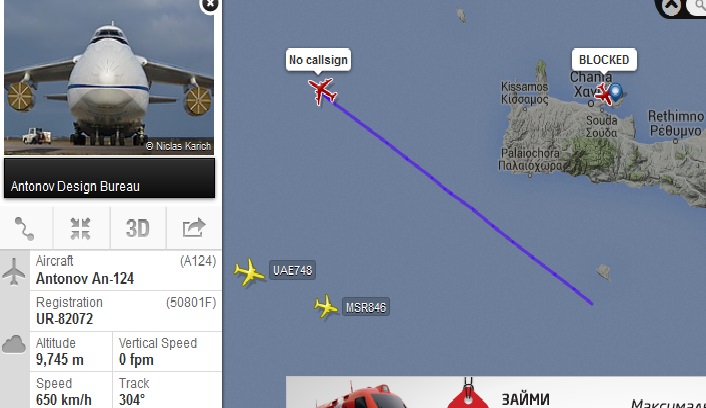 © Niclas Karich
Antonov Design Bureau
3D
Aircraft (A124)
Antonov An-124
Registration (50801F)
UR-82072
Altitude Vertical Speed
9,745 m 0 fpm
Speed Track
650 km/h 304°
No callsign
BLOCKED
Chania
Χαν
Kissamos
Κίσσαμος
Souda
Σούδα
Rethimno
Ρέθυμνο
Palaiochora
Παλαιόχωρα
UAE748
MSR846
ЗАЙМИ
Максималь